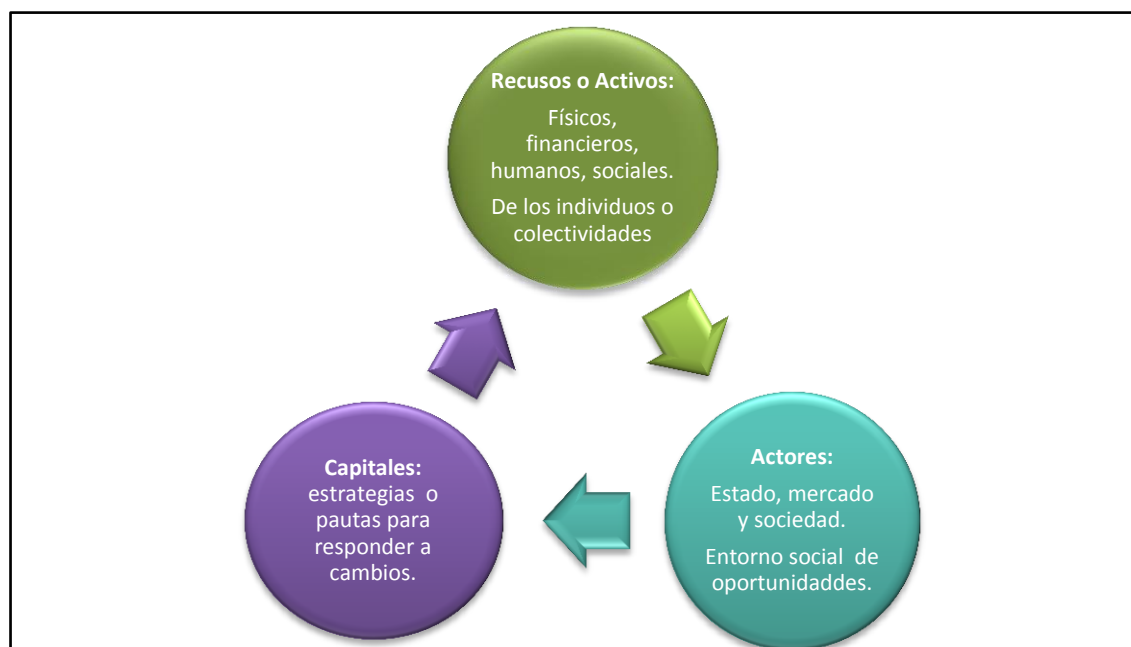 Recusos o Activos:
Físicos,
financieros,
humanos, sociales.
De los individuos o
colectividades
Capitales:
estrategias o
pautas para
responder a
cambios.
Actores:
Estado, mercado
y sociedad.
Entorno social de
oportunidaddes.